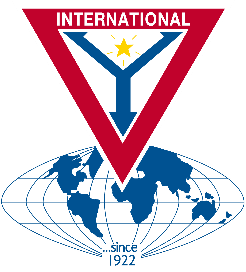 INTERNATIONAL
...since
1922